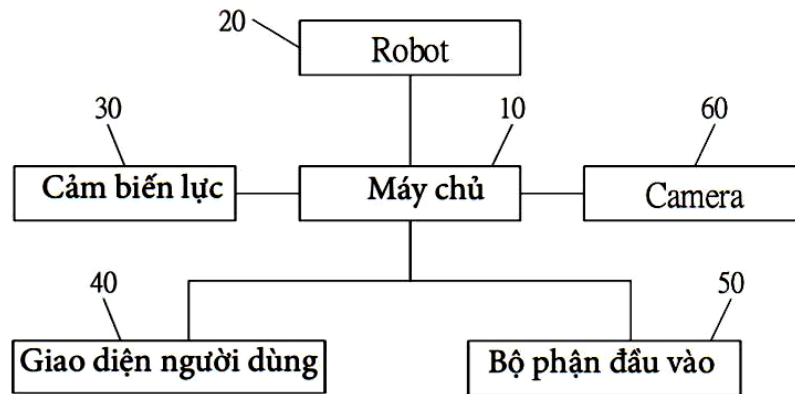 20
Robot
30
10
60
Cảm biến lực
Máy chủ
Camera
40
50
Giao diện người dùng
Bộ phận đầu vào